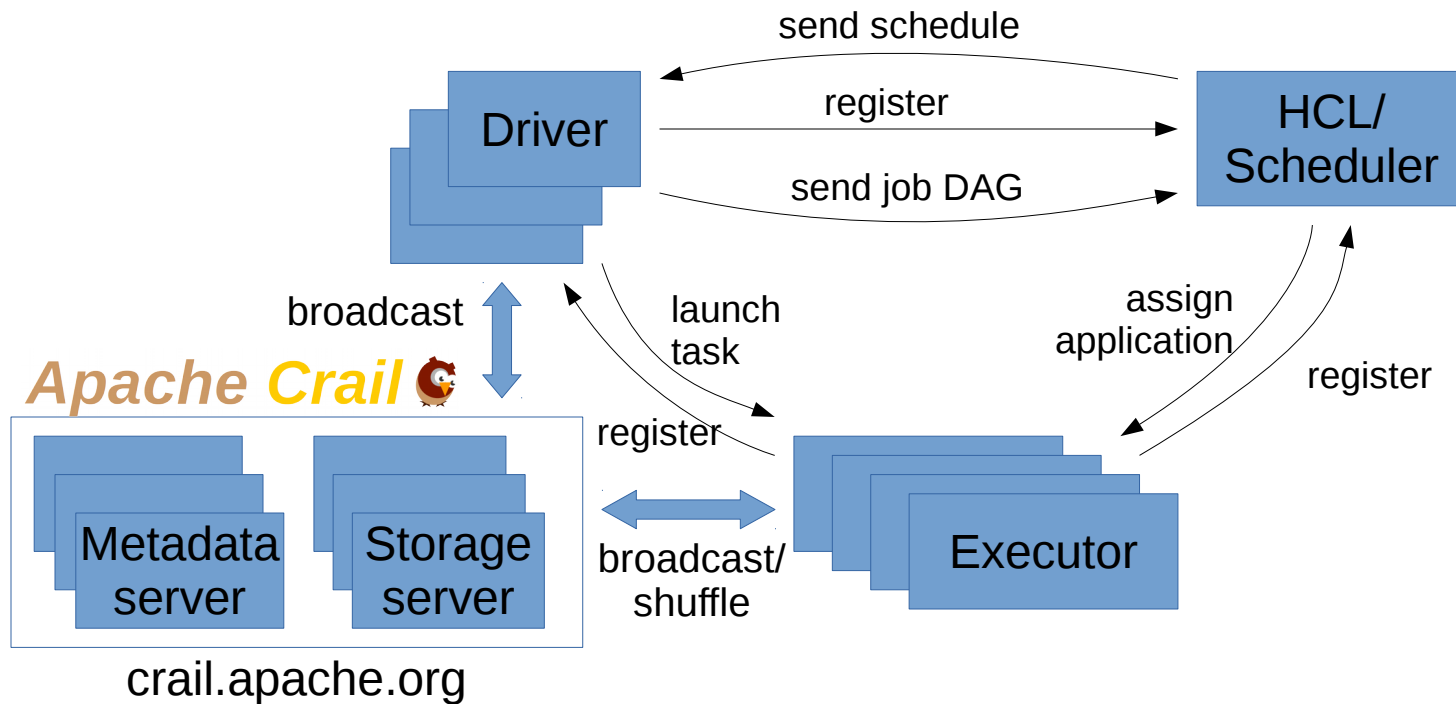 send schedule
register
send job DAG
Driver
HCL/
Scheduler
broadcast
launch
task
assign
application
register
Apache Crail
register
Metadata
server
Storage
server
broadcast/
shuffle
Executor
crail.apache.org